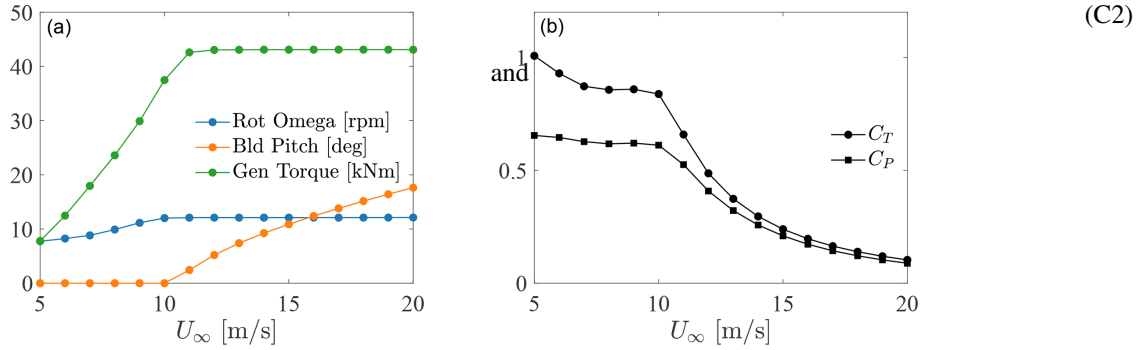 (C2)
and
(a)
50
40
30
20
10
0
Rot Omega [rpm]
Bld Pitch [deg]
Gen Torque [kNm]
5
10
15
20
U∞ [m/s]
(b)
1
0.5
0
C_T
C_P
5
10
15
20
U∞ [m/s]